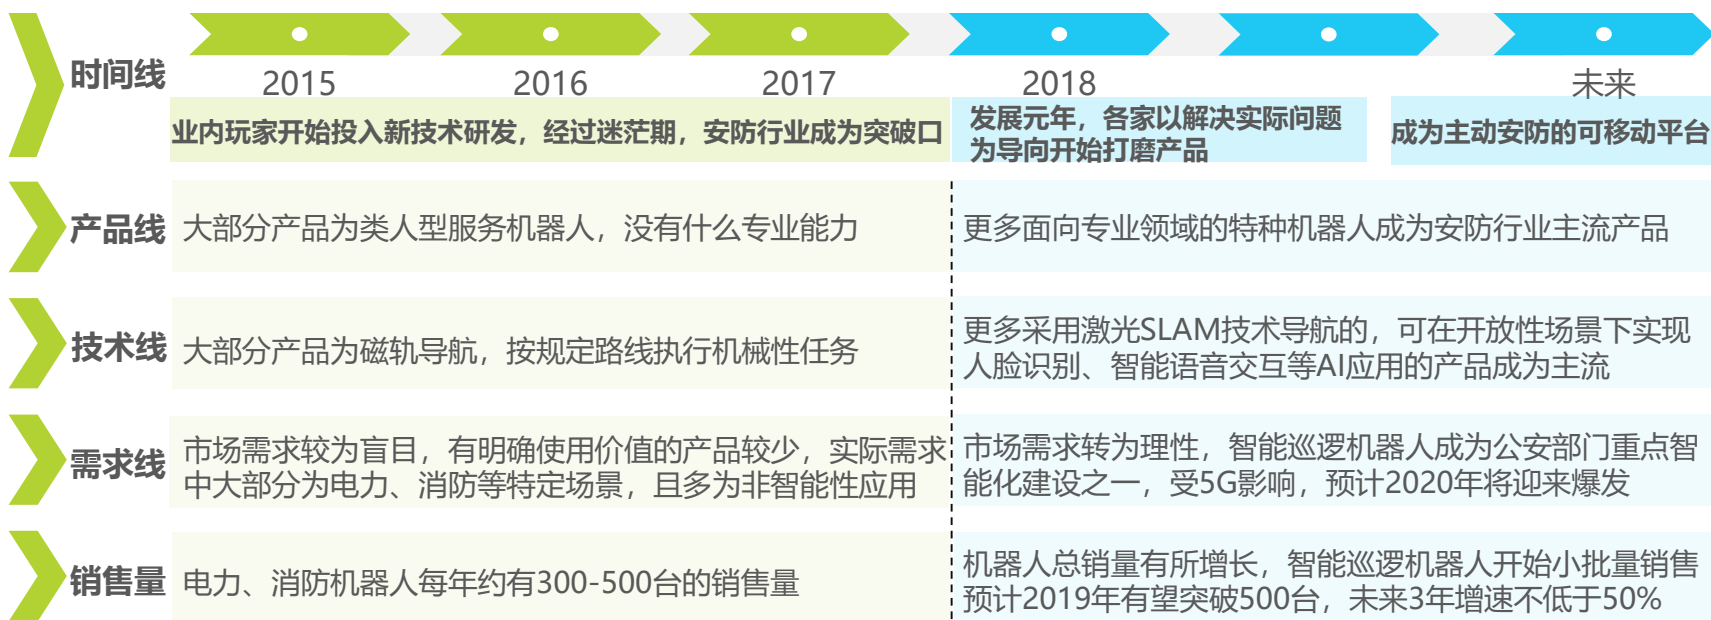 时间线
2015
2016
2017
2018
未来
业内玩家开始投入新技术研发，经过迷茫期，安防行业成为突破口
发展元年，各家以解决实际问题
为导向开始打磨产品
成为主动安防的可移动平台
产品线
大部分产品为类人型服务机器人，没有什么专业能力
更多面向专业领域的特种机器人成为安防行业主流产品
技术线
大部分产品为磁轨导航，按规定路线执行机械性任务
更多采用激光SLAM技术导航的，可在开放性场景下实现
人脸识别、智能语音交互等AI应用的产品成为主流
需求线
市场需求较为盲目，有明确使用价值的产品较少，实际需求
中大部分为电力、消防等特定场景，且多为非智能性应用
市场需求转为理性，智能巡逻机器人成为公安部门重点智
能化建设之一，受5G影响，预计2020年将迎来爆发
销售量
电力、消防机器人每年约有300-500台的销售量
机器人总销量有所增长，智能巡逻机器人开始小批量销售
预计2019年有望突破500台，未来3年增速不低于50%